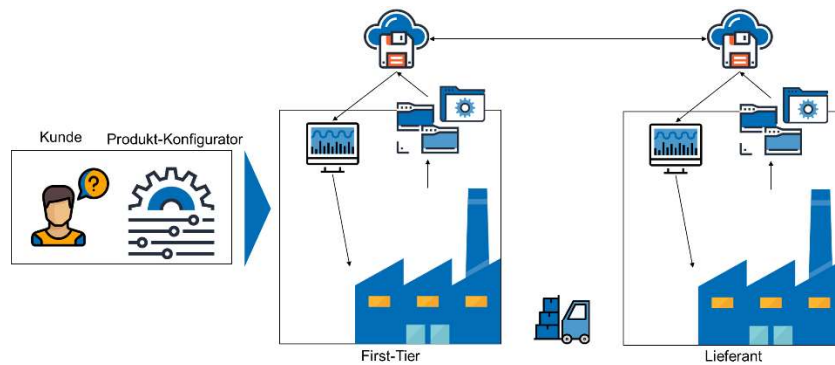 Kunde
Produkt-Konfigurator
?
First-Tier
Lieferant